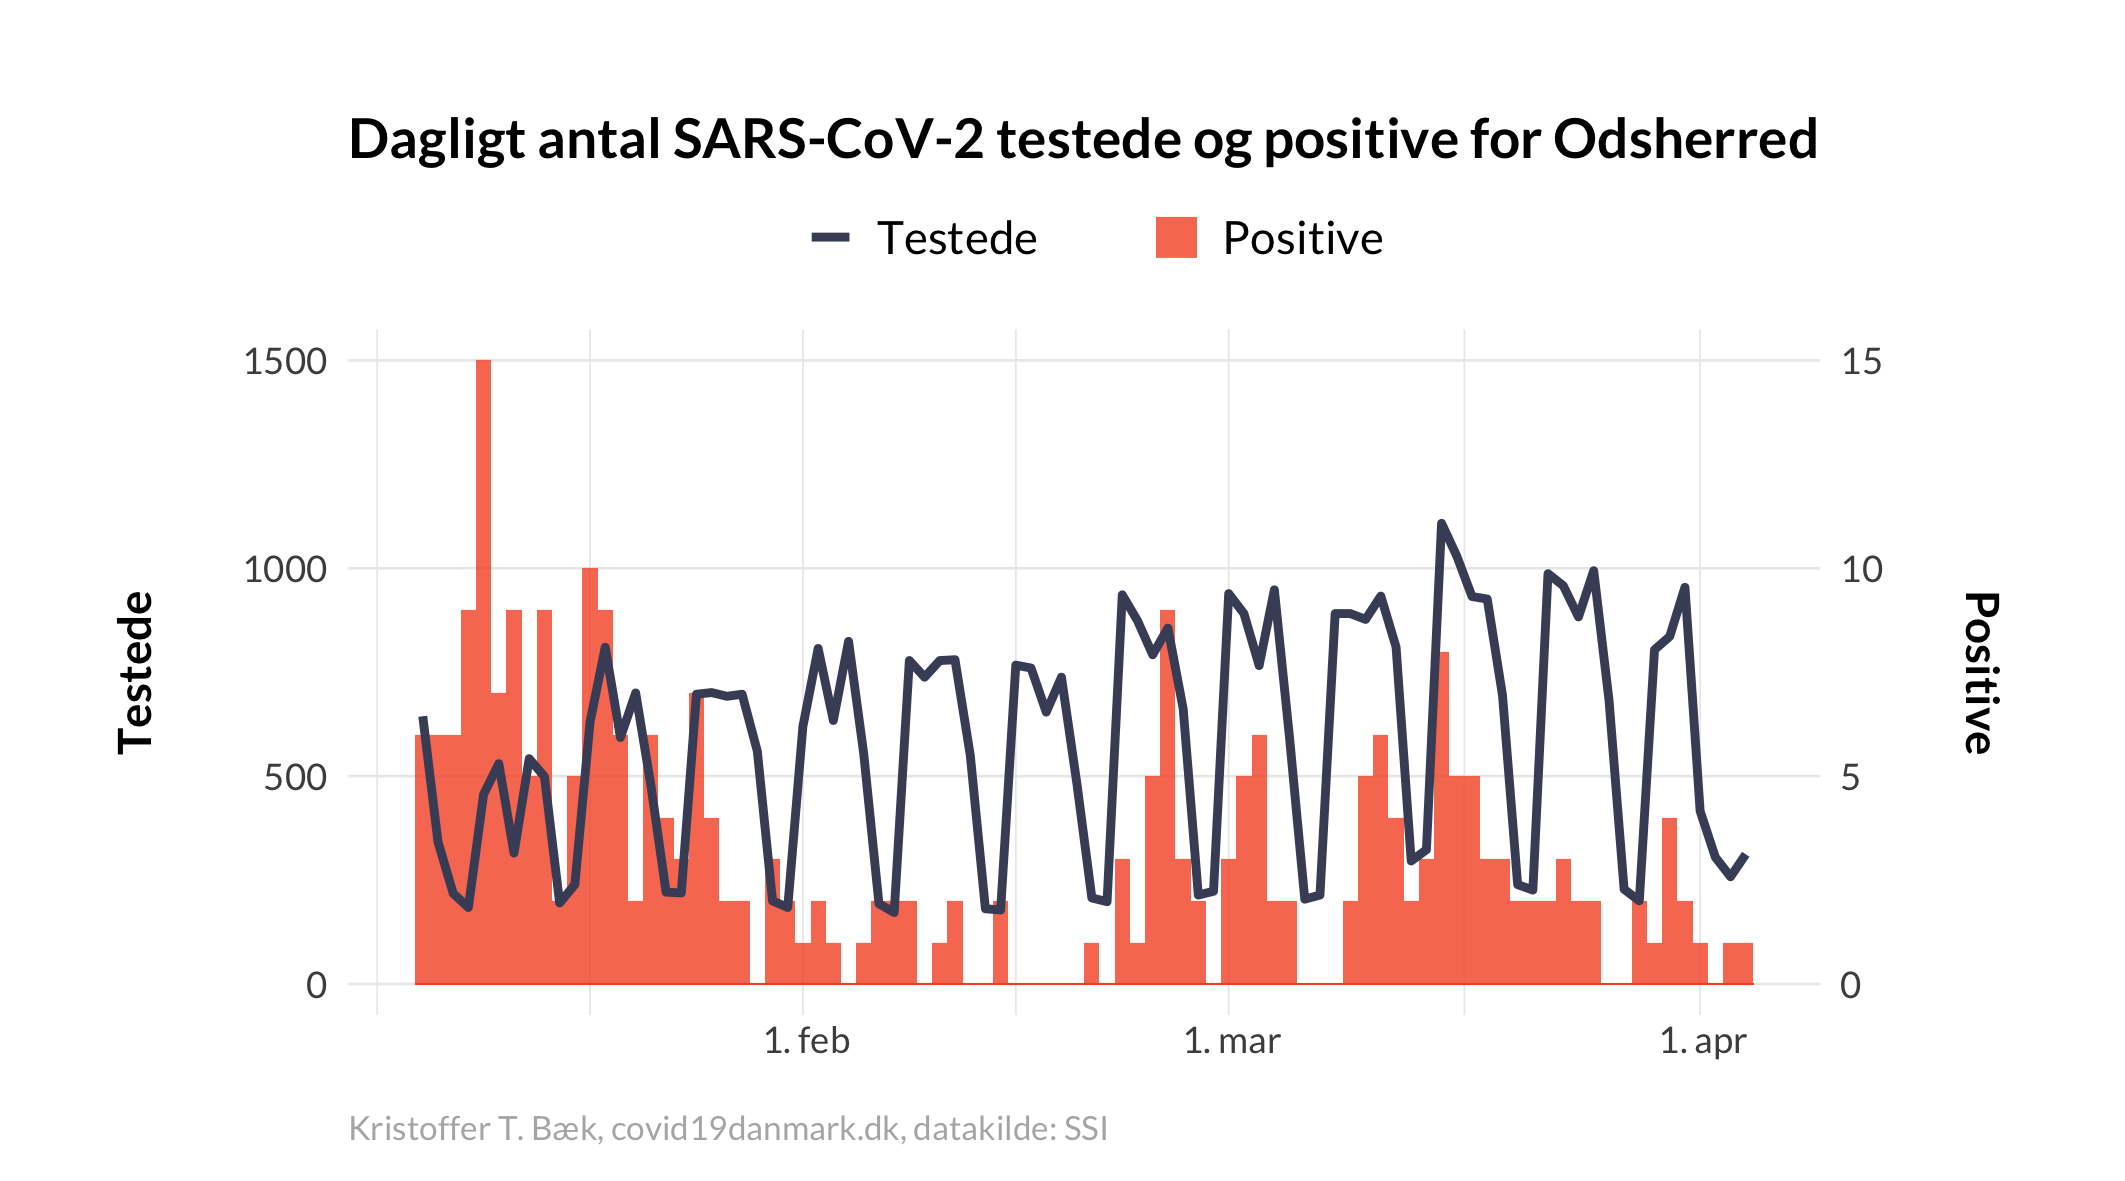 Dagligt antal SARS-CoV-2 testede og positive for Odsherred
Testede
Positive
1500
1000
500
0
Testede
15
10
5
0
Positive
1. feb
1. mar
1. apr
Kristoffer T. Bæk, covid19danmark.dk, datakilde: SSI